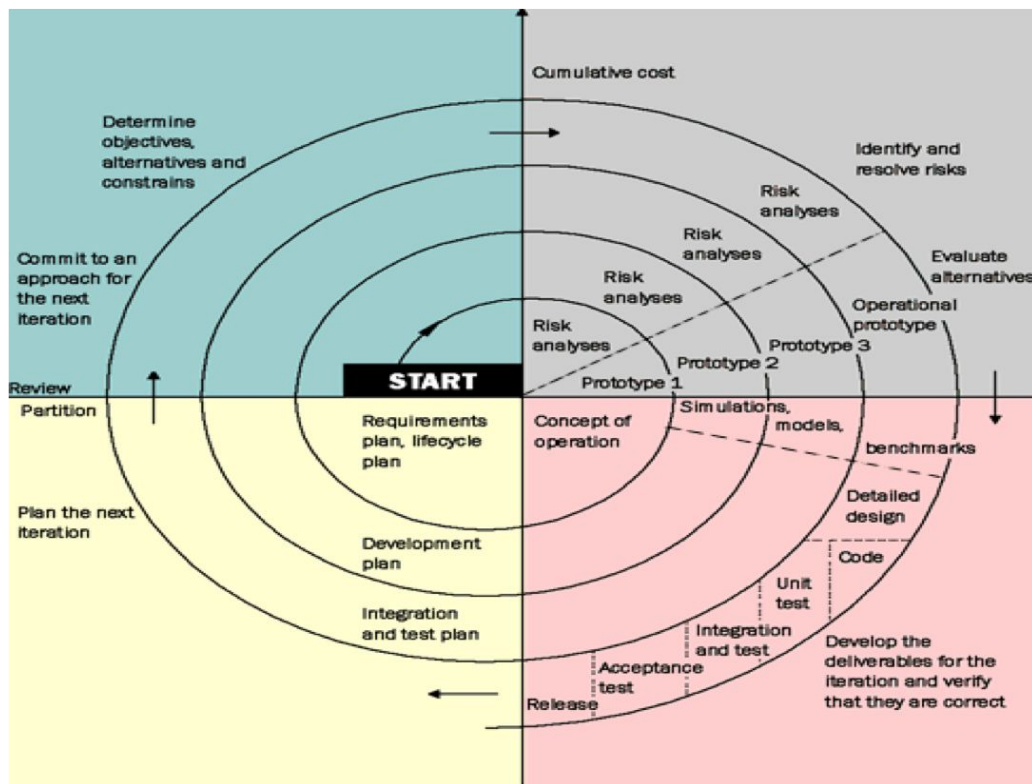 Cumulative cost
Determine
objectives,
alternatives and
constrains
Identify and
resolve risks
Risk
analyses
Risk
analyses
Commit to an
approach for
the next
iteration
Evaluate
alternatives
Risk
analyses
Operational
prototype
Risk
analyses
Prototype 3
Prototype 2
Prototype 1
START
Review
Partition
Requirements
plan, lifecycle
plan
Concept of
operation
Simulations,
models,
benchmarks
Plan the next
iteration
Detailed
design
Development
plan
Code
Unit
test
Integration
and test plan
Integration
and test
Develop the
deliverables for the
iteration and verify
that they are correct
Acceptance
test
Release